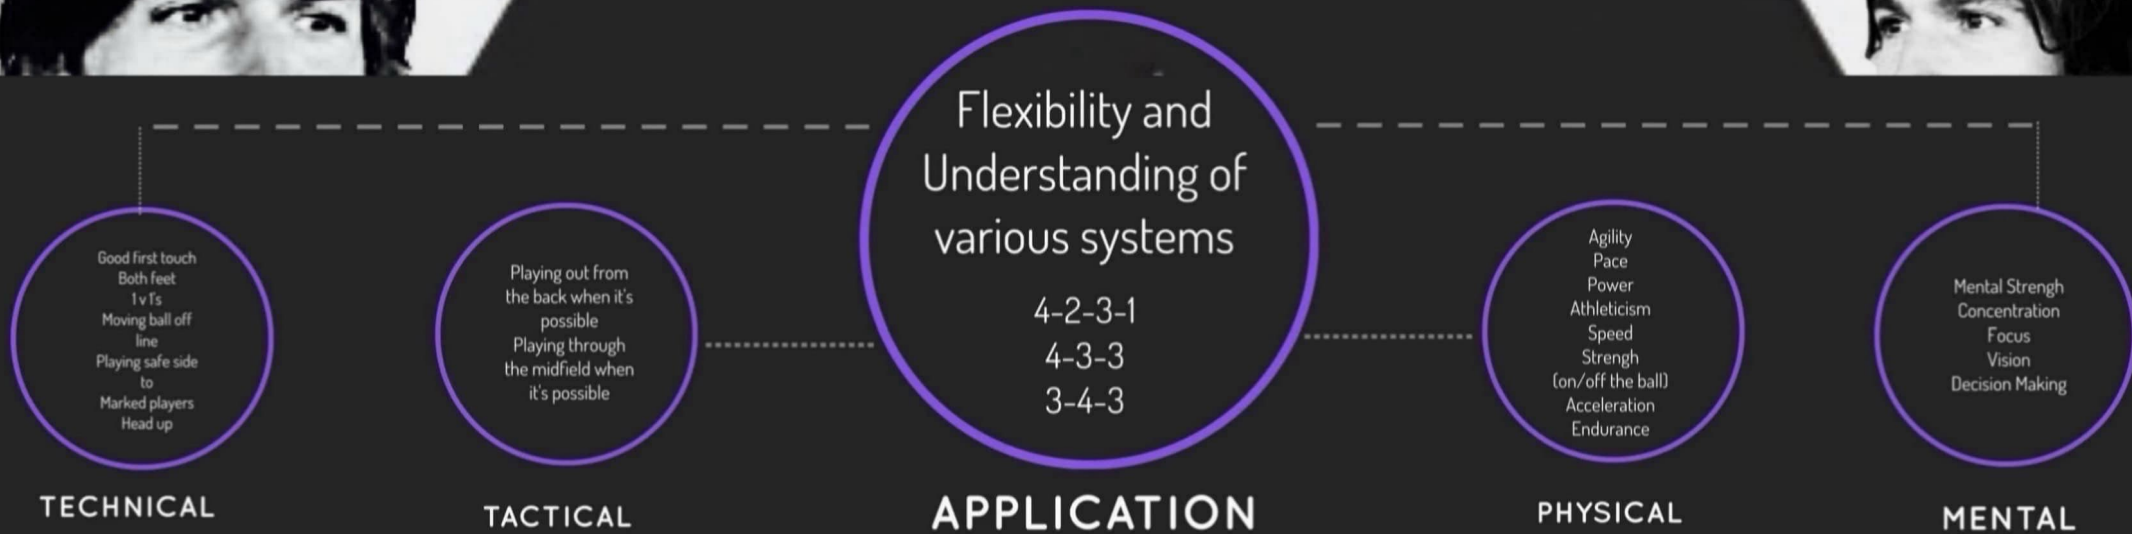 Good first touch
Both feet
1 v 1's
Moving ball off
line
Playing safe side
to
Marked players
Head up
TECHNICAL
Playing out from
the back when it's
possible
Playing through
the midfield when
it's possible
TACTICAL
Flexibility and
Understanding of
various systems
4-2-3-1
4-3-3
3-4-3
APPLICATION
Agility
Pace
Power
Athleticism
Speed
Strengh
(on/off the ball)
Acceleration
Endurance
PHYSICAL
Mental Strengh
Concentration
Focus
Vision
Decision Making
MENTAL